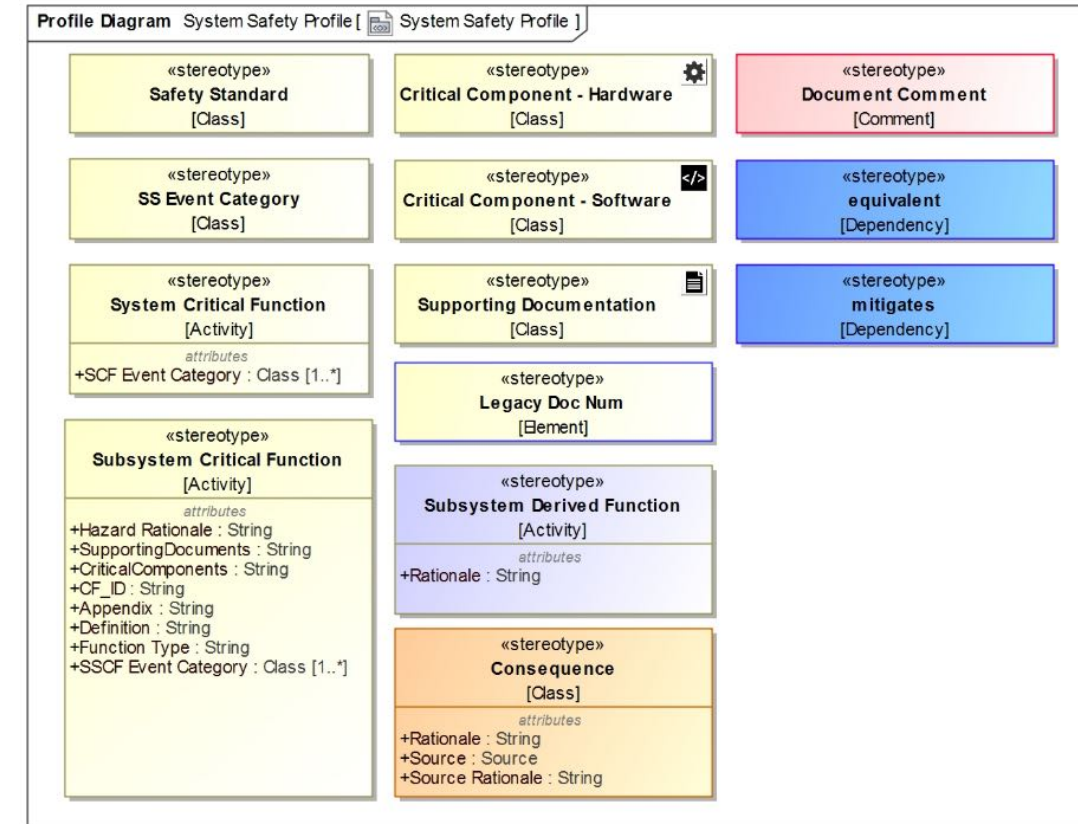 Profile Diagram System Safety Profile [ System Safety Profile ]
«stereotype»
Safety Standard
[Class]
«stereotype»
SS Event Category
[Class]
«stereotype»
System Critical Function
[Activity]
attributes
+SCF Event Category : Class [1..*]
«stereotype»
Subsystem Critical Function
[Activity]
attributes
+Hazard Rationale : String
+SupportingDocuments : String
+CriticalComponents : String
+CF_ID : String
+Appendix : String
+Definition : String
+Function Type : String
+SSCF Event Category : Class [1..*]
«stereotype»
Critical Component - Hardware
[Class]
«stereotype»
Critical Component - Software
[Class]
</>
«stereotype»
Supporting Documentation
[Class]
«stereotype»
Legacy Doc Num
[Element]
«stereotype»
Subsystem Derived Function
[Activity]
attributes
+Rationale : String
«stereotype»
Consequence
[Class]
attributes
+Rationale : String
+Source : Source
+Source Rationale : String
«stereotype»
Document Comment
[Comment]
«stereotype»
equivalent
[Dependency]
«stereotype»
mitigates
[Dependency]